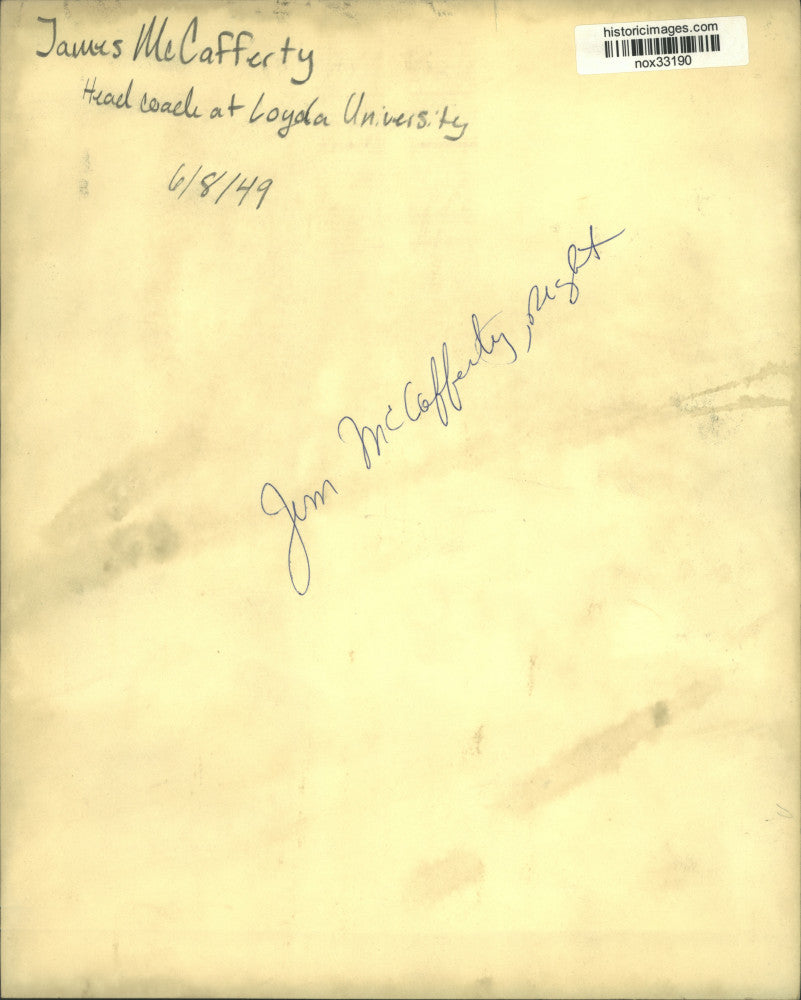 James McCafferty
Head coach at Loyola University
6/8/49
historicimages.com
nox33190
Jim McCafferty, right